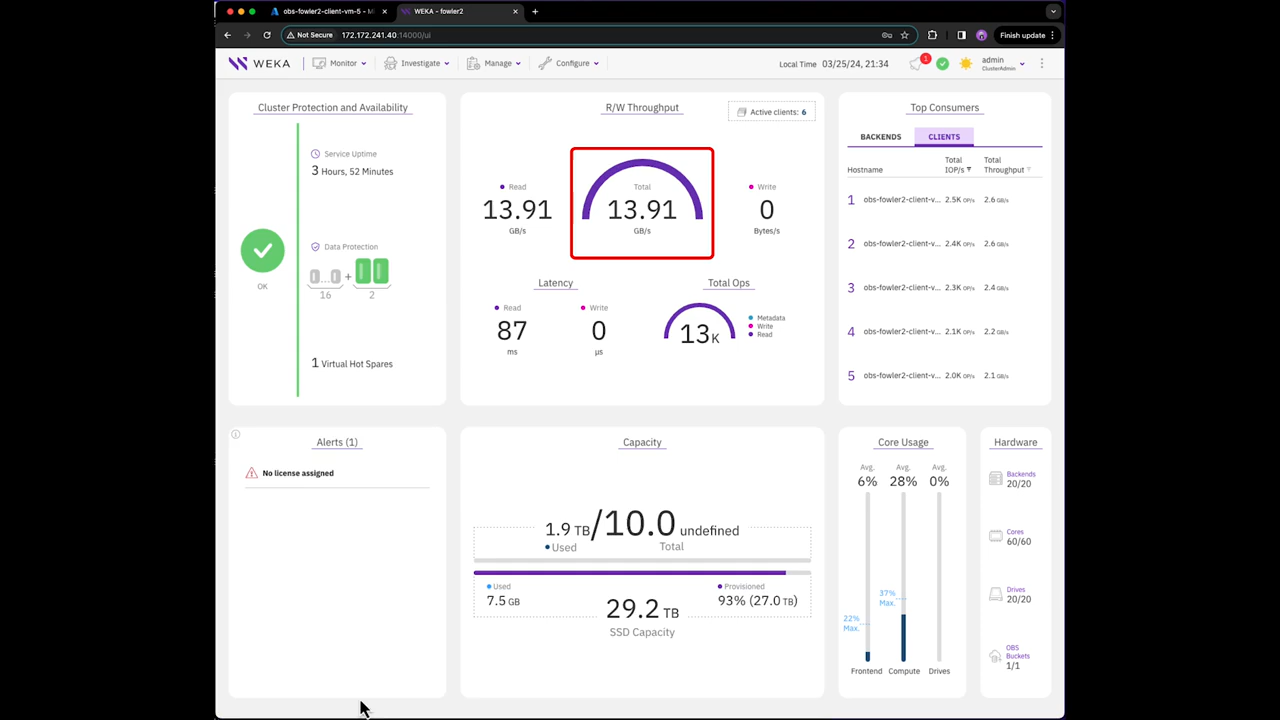 obs-fowler2-client-vm-5 - Mi
WEKA - fowler2
Not Secure 172.172.241.40:14000/ui
Finish update
WEKA
Monitor
Investigate
Manage
Configure
Local Time 03/25/24, 21:34
1
admin
ClusterAdmin
Cluster Protection and Availability
Service Uptime
3 Hours, 52 Minutes
Data Protection
OK
0...0 + 
16 2
1 Virtual Hot Spares
R/W Throughput
Active clients: 6
Read
13.91
GB/s
Total
13.91
GB/s
Write
0
Bytes/s
Latency
Read
87
ms
Write
0
µs
Total Ops
13K
Metadata
Write
Read
Top Consumers
BACKENDS CLIENTS
Hostname Total IOP/s Total Throughput
1 obs-fowler2-client-v... 2.5K OP/s 2.6 GB/s
2 obs-fowler2-client-v... 2.4K OP/s 2.6 GB/s
3 obs-fowler2-client-v... 2.3K OP/s 2.4 GB/s
4 obs-fowler2-client-v... 2.1K OP/s 2.2 GB/s
5 obs-fowler2-client-v... 2.0K OP/s 2.1 GB/s
Alerts (1)
No license assigned
Capacity
1.9 TB/10.0 undefined
Used Total
Used
7.5 GB
Provisioned
93% (27.0 TB)
29.2 TB
SSD Capacity
Core Usage
Avg. Avg. Avg.
6% 28% 0%
37%
Max.
22%
Max.
Frontend Compute Drives
Hardware
Backends
20/20
Cores
60/60
Drives
20/20
OBS
Buckets
1/1